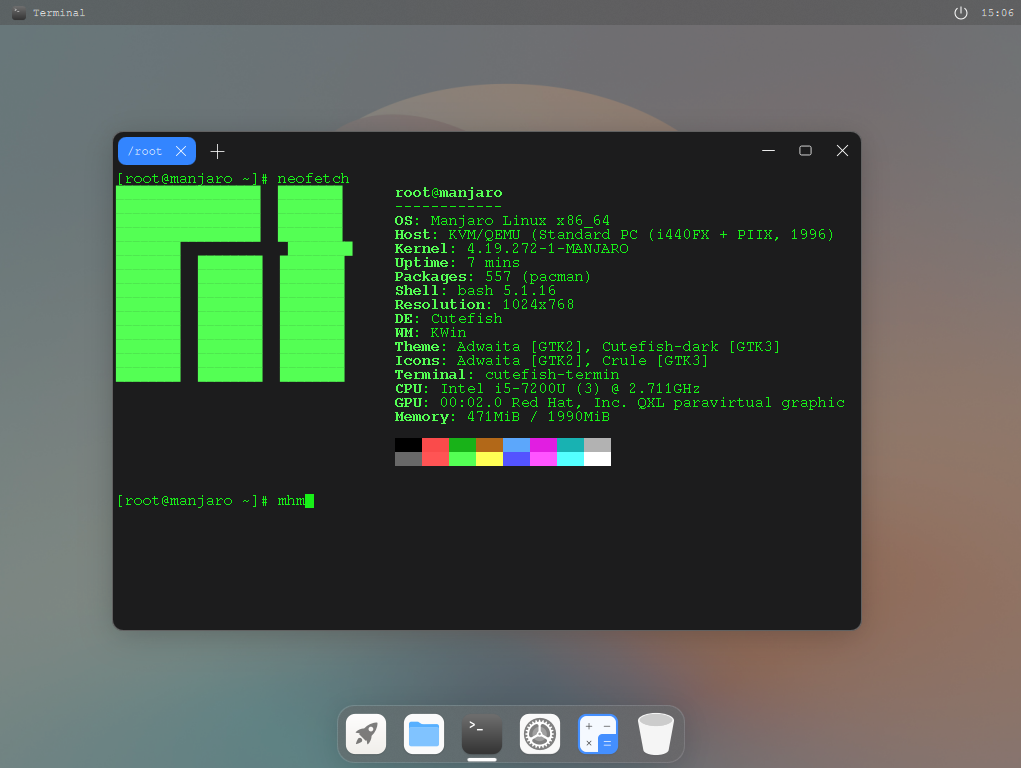 Terminal
15:06
/root
[root@manjaro ~]# neofetch
root@manjaro
------------
OS: Manjaro Linux x86_64
Host: KVM/QEMU (Standard PC (i440FX + PIIX, 1996)
Kernel: 4.19.272-1-MANJARO
Uptime: 7 mins
Packages: 557 (pacman)
Shell: bash 5.1.16
Resolution: 1024x768
DE: Cutefish
WM: KWin
Theme: Adwaita [GTK2], Cutefish-dark [GTK3]
Icons: Adwaita [GTK2], Crule [GTK3]
Terminal: cutefish-termin
CPU: Intel i5-7200U (3) @ 2.711GHz
GPU: 00:02.0 Red Hat, Inc. QXL paravirtual graphic
Memory: 471MiB / 1990MiB
[root@manjaro ~]# mhm